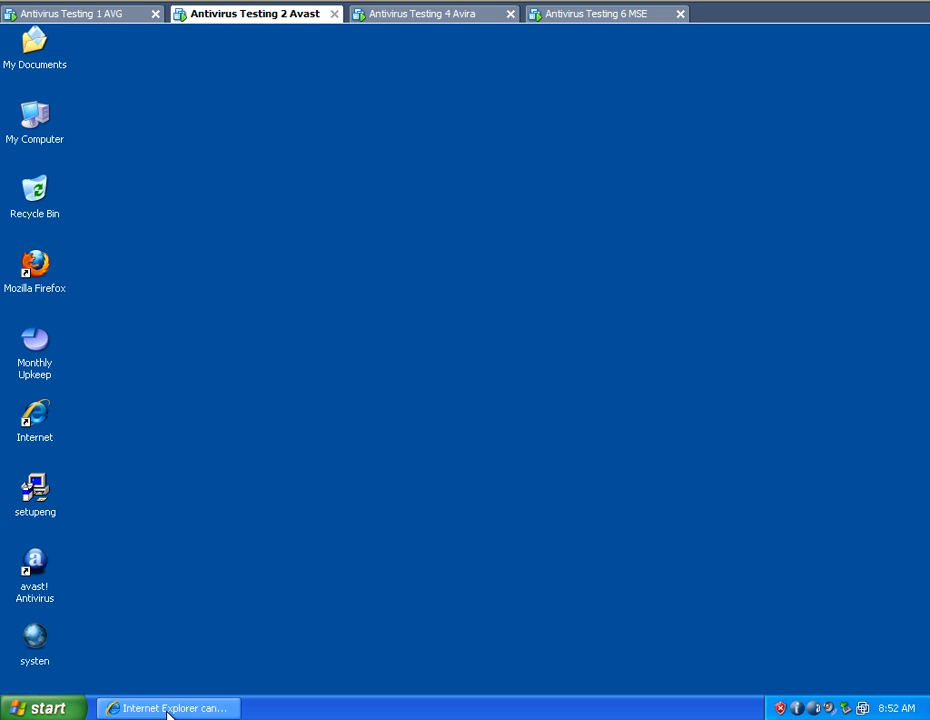 Antivirus Testing 1 AVG
Antivirus Testing 2 Avast
Antivirus Testing 4 Avira
Antivirus Testing 6 MSE
My Documents
My Computer
Recycle Bin
Mozilla Firefox
Monthly
Upkeep
Internet
setupeng
avast!
Antivirus
systen
start
Internet Explorer can...
8:52 AM